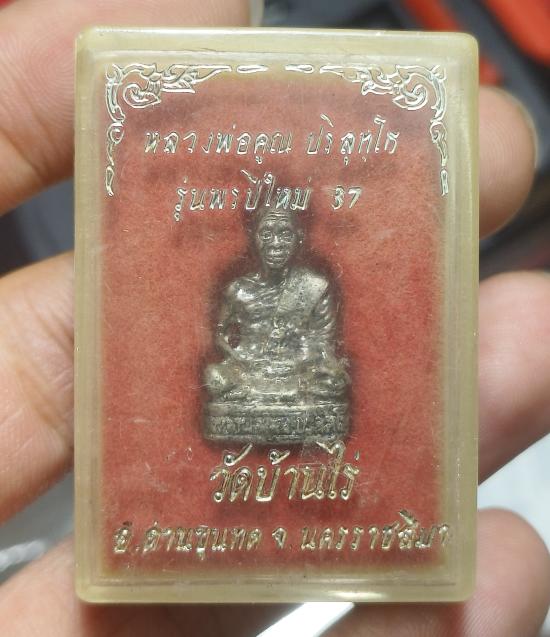 หลวงพ่อคูณ ปริสุทฺโธ
รุ่นพรปีใหม่ 37
วัดบ้านไร่
อ.ด่านขุนทด จ.นครราชสีมา